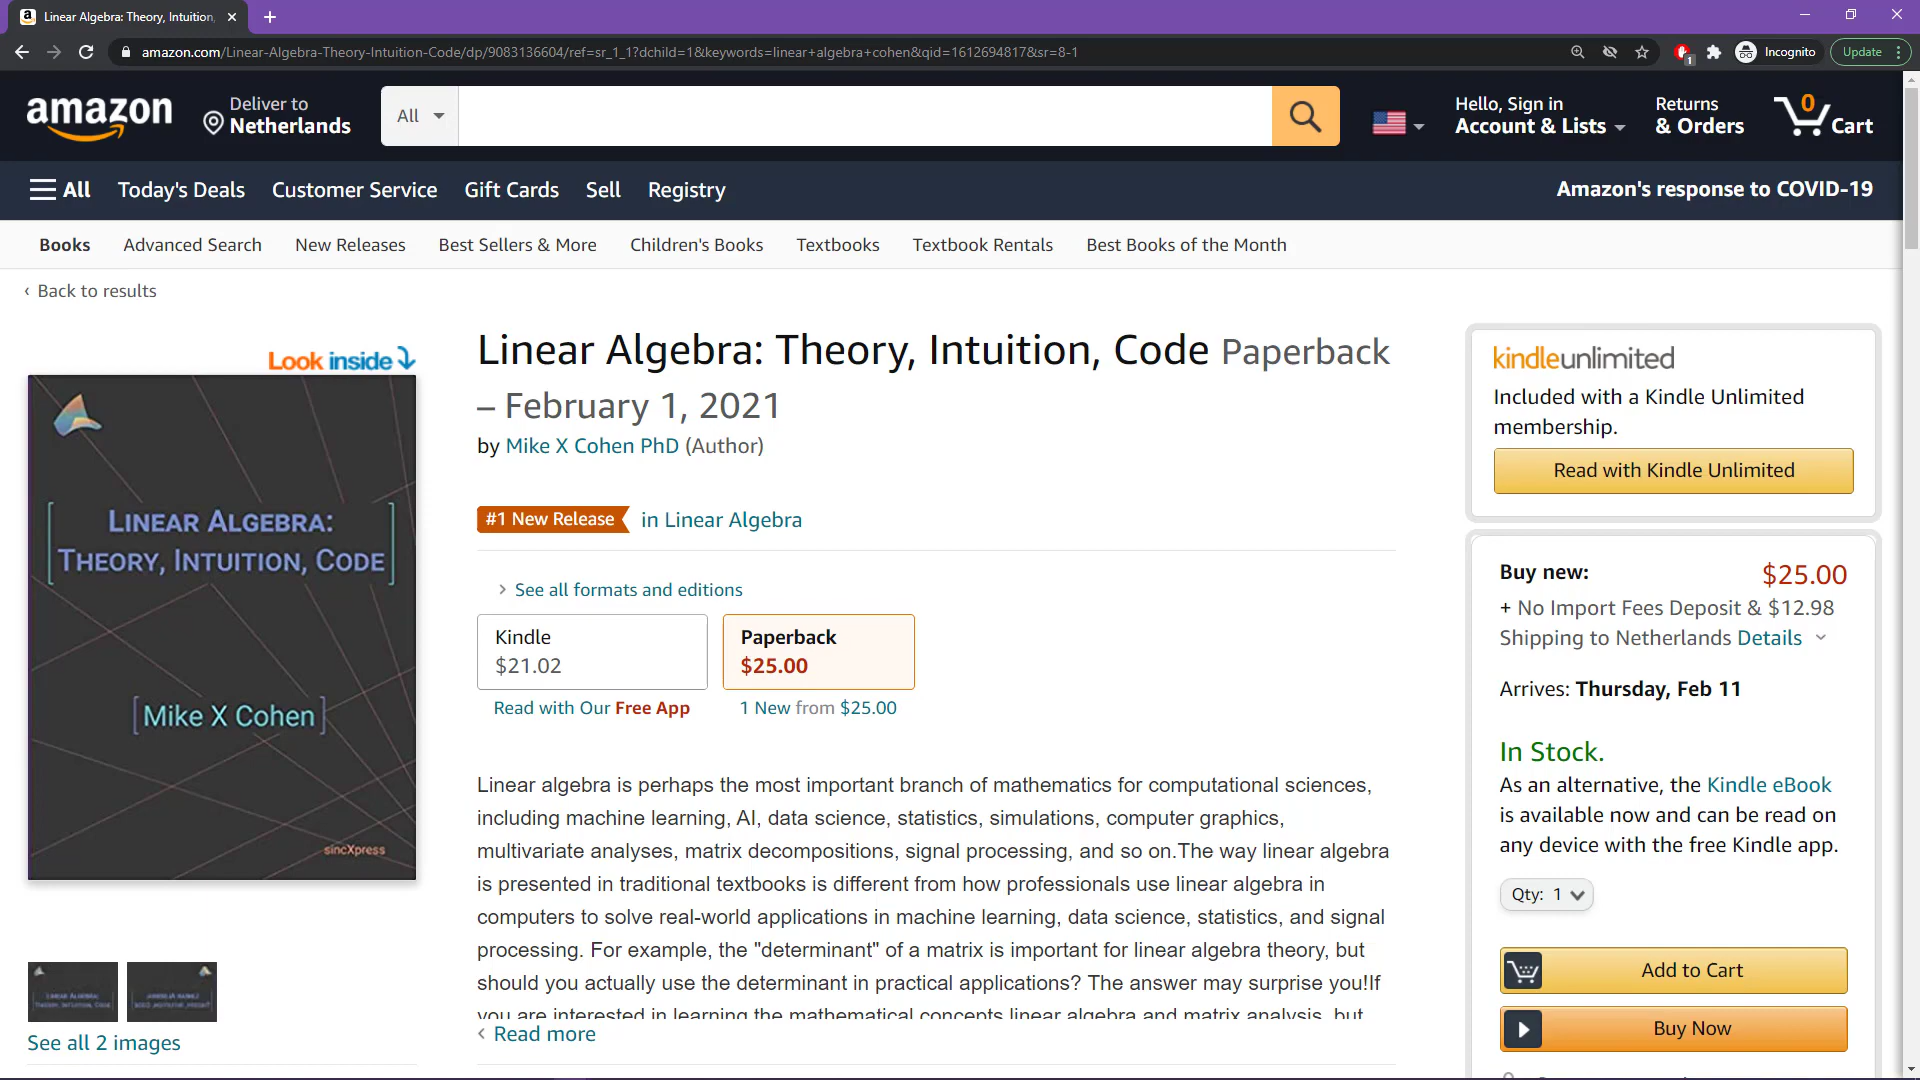 Linear Algebra: Theory, Intuition,
amazon.com/Linear-Algebra-Theory-Intuition-Code/dp/9083136604/ref=sr_1_1?dchild=1&keywords=linear+algebra+cohen&qid=1612694817&sr=8-1
1
Incognito
Update
amazon
Deliver to
Netherlands
All
Hello, Sign in
Account & Lists
Returns
& Orders
0
Cart
All
Today's Deals
Customer Service
Gift Cards
Sell
Registry
Amazon's response to COVID-19
Books
Advanced Search
New Releases
Best Sellers & More
Children's Books
Textbooks
Textbook Rentals
Best Books of the Month
‹ Back to results
Look inside
LINEAR ALGEBRA:
THEORY, INTUITION, CODE
[Mike X Cohen]
sincXpress
See all 2 images
Linear Algebra: Theory, Intuition, Code Paperback
– February 1, 2021
by Mike X Cohen PhD (Author)
#1 New Release in Linear Algebra
› See all formats and editions
Kindle
$21.02
Paperback
$25.00
Read with Our Free App
1 New from $25.00
Linear algebra is perhaps the most important branch of mathematics for computational sciences,
including machine learning, AI, data science, statistics, simulations, computer graphics,
multivariate analyses, matrix decompositions, signal processing, and so on.The way linear algebra
is presented in traditional textbooks is different from how professionals use linear algebra in
computers to solve real-world applications in machine learning, data science, statistics, and signal
processing. For example, the "determinant" of a matrix is important for linear algebra theory, but
should you actually use the determinant in practical applications? The answer may surprise you!If
you are interested in learning the mathematical concepts linear algebra and matrix analysis, but
‹ Read more
kindleunlimited
Included with a Kindle Unlimited
membership.
Read with Kindle Unlimited
Buy new:
$25.00
+ No Import Fees Deposit & $12.98
Shipping to Netherlands Details
Arrives: Thursday, Feb 11
In Stock.
As an alternative, the Kindle eBook
is available now and can be read on
any device with the free Kindle app.
Qty: 1
Add to Cart
Buy Now